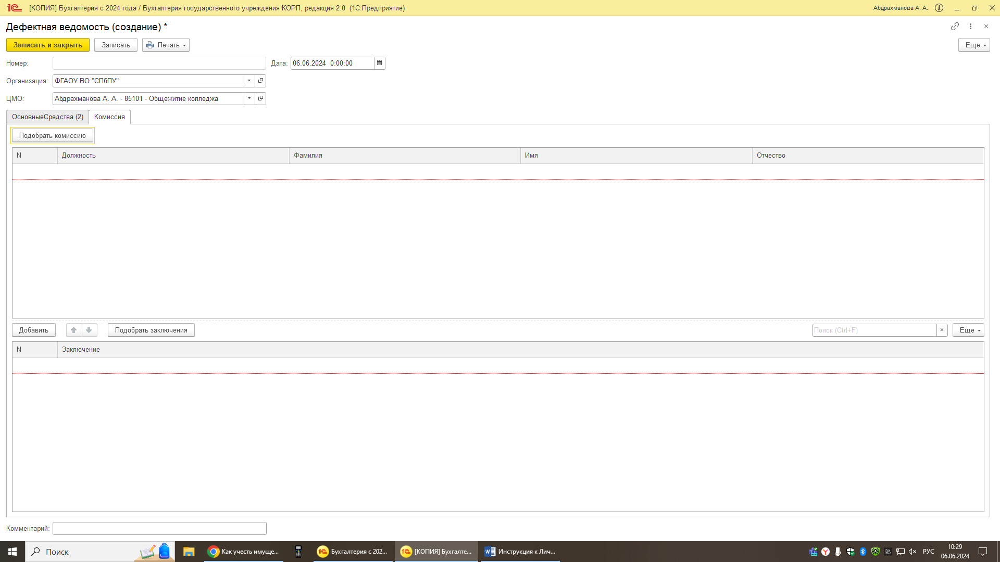 [КОПИЯ] Бухгалтерия с 2024 года / Бухгалтерия государственного учреждения КОРП, редакция 2.0 (1С:Предприятие)
Абдрахманова А. А.
Дефектная ведомость (создание) *
Записать и закрыть
Записать
Печать
Еще
Номер:
Дата: 06.06.2024 0:00:00
Организация: ФГАОУ ВО "СПбПУ"
ЦМО: Абдрахманова А. А. - 85101 - Общежитие колледжа
ОсновныеСредства (2)
Комиссия
Подобрать комиссию
N Должность Фамилия Имя Отчество
Добавить
Подобрать заключения
Поиск (Ctrl+F)
×
Еще
N Заключение
Комментарий:
Поиск
Как учесть имуще...
Бухгалтерия с 202...
[КОПИЯ] Бухгалте...
Инструкция к Лич...
РУС
10:29
06.06.2024